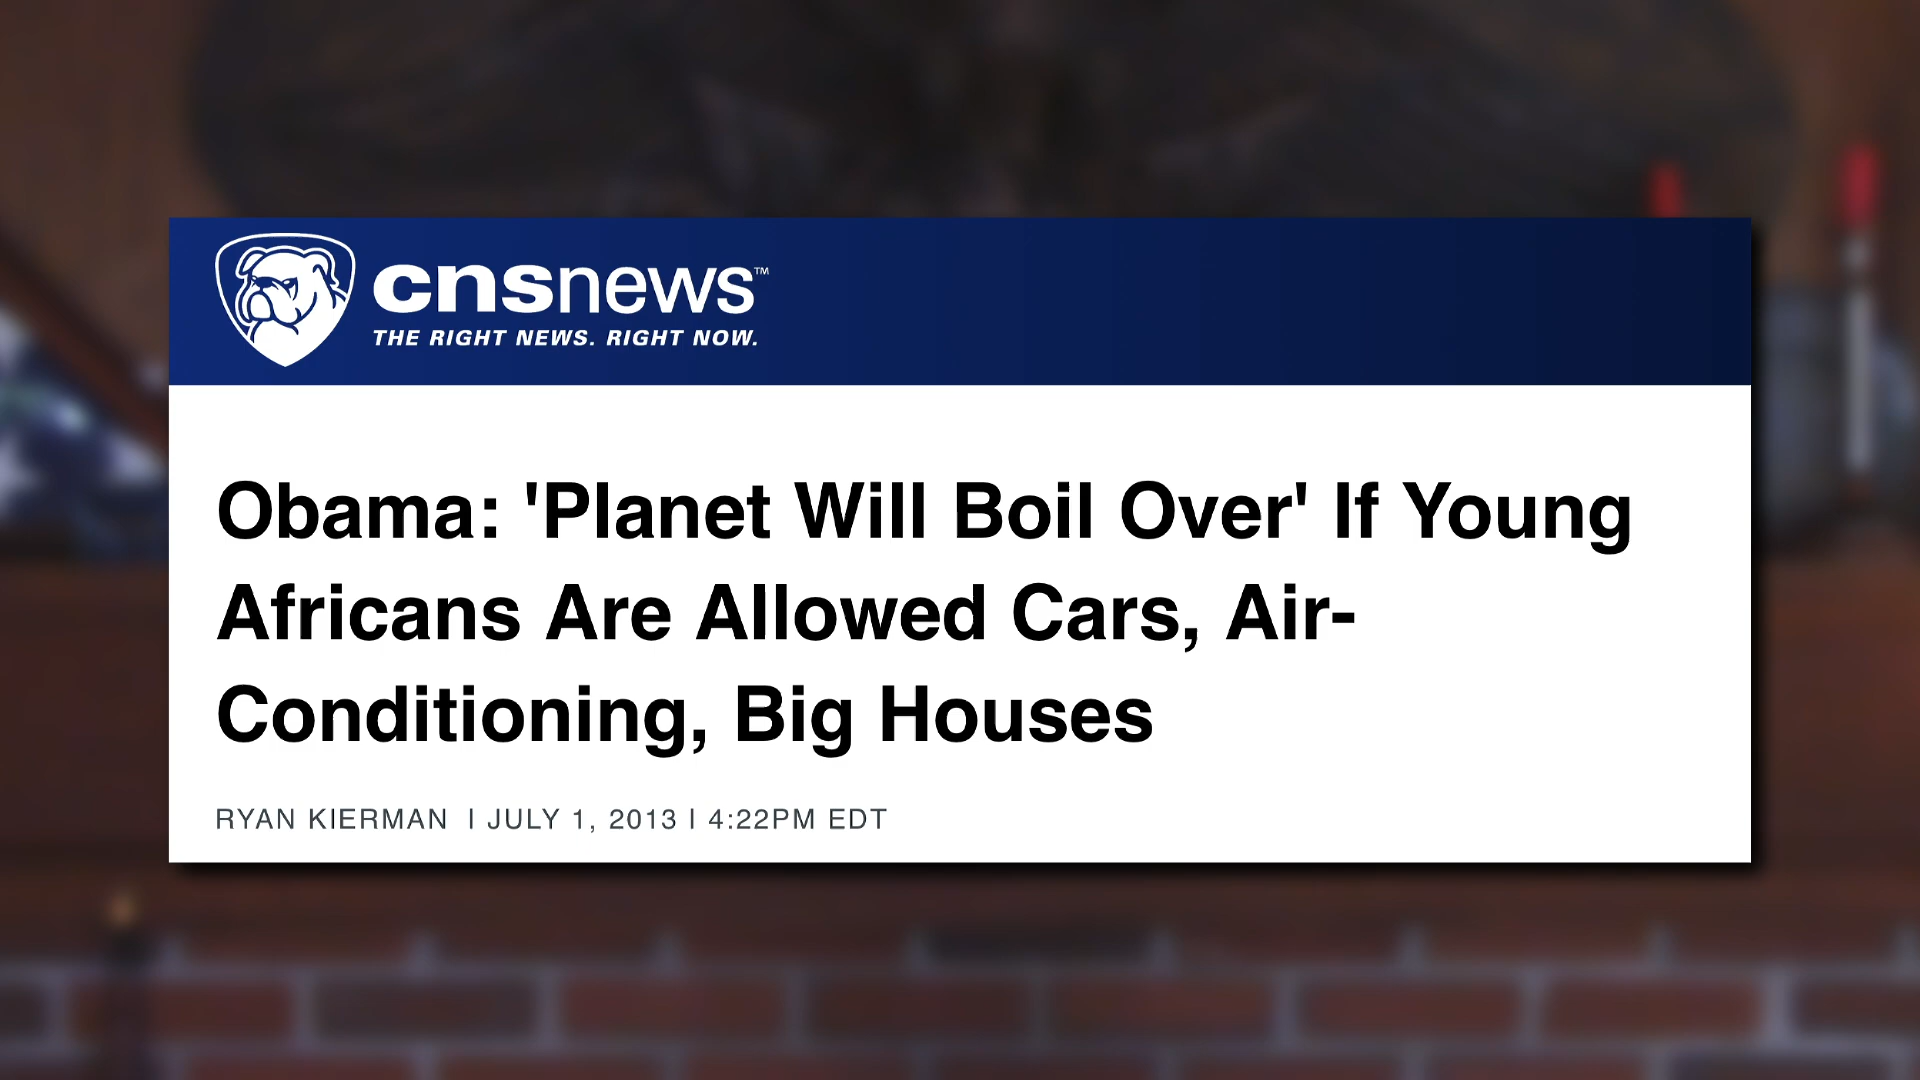 cnsnews™
THE RIGHT NEWS. RIGHT NOW.
Obama: 'Planet Will Boil Over' If Young
Africans Are Allowed Cars, Air-
Conditioning, Big Houses
RYAN KIERMAN | JULY 1, 2013 | 4:22PM EDT